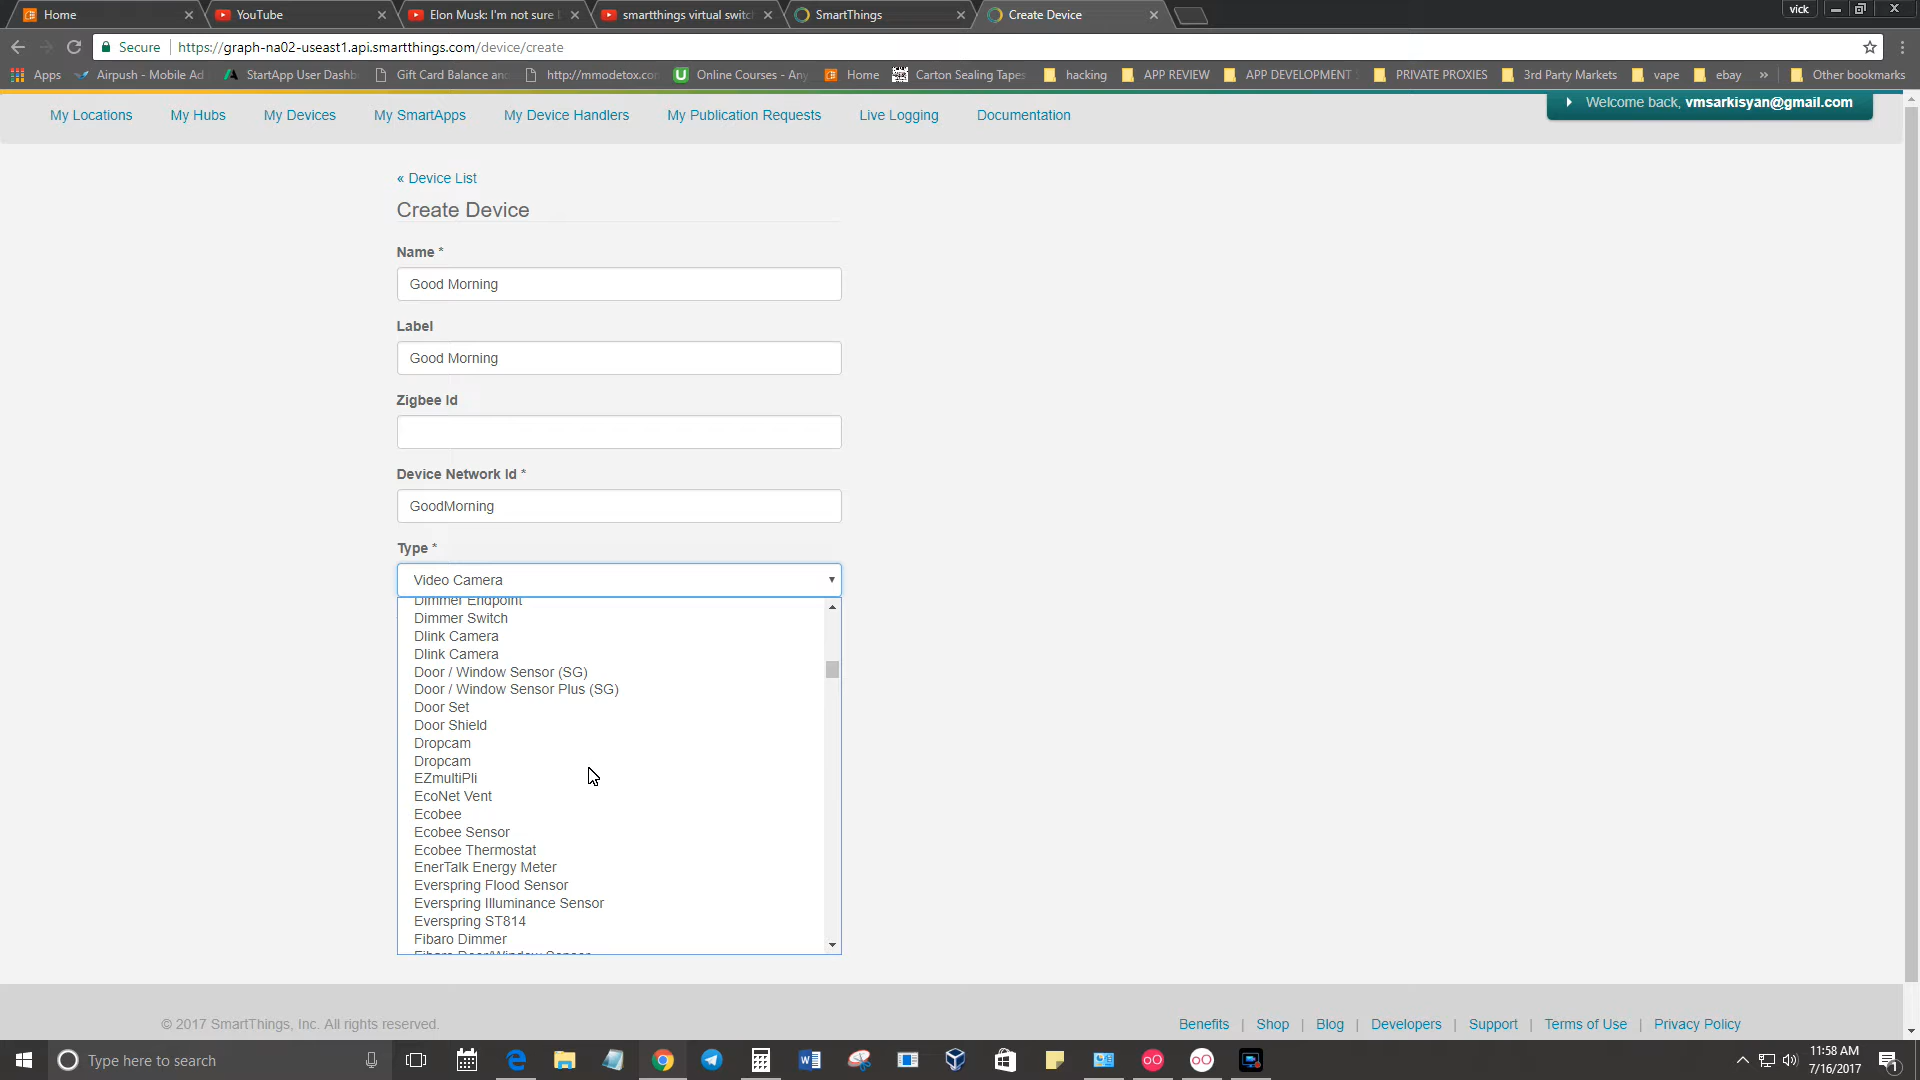 Home
YouTube
Elon Musk: I'm not sure
smartthings virtual switc
SmartThings
Create Device
vick
Secure
https://graph-na02-useast1.api.smartthings.com/device/create
Apps
Airpush - Mobile Ad
StartApp User Dashb
Gift Card Balance and
http://mmodetox.co
Online Courses - Any
Home
Carton Sealing Tapes
hacking
APP REVIEW
APP DEVELOPMENT
PRIVATE PROXIES
3rd Party Markets
vape
ebay
»
Other bookmarks
My Locations
My Hubs
My Devices
My SmartApps
My Device Handlers
My Publication Requests
Live Logging
Documentation
Welcome back, vmsarkisyan@gmail.com
« Device List
Create Device
Name *
Good Morning
Label
Good Morning
Zigbee Id
Device Network Id *
GoodMorning
Type *
Video Camera
Dimmer Endpoint
Dimmer Switch
Dlink Camera
Dlink Camera
Door / Window Sensor (SG)
Door / Window Sensor Plus (SG)
Door Set
Door Shield
Dropcam
Dropcam
EZmultiPli
EcoNet Vent
Ecobee
Ecobee Sensor
Ecobee Thermostat
EnerTalk Energy Meter
Everspring Flood Sensor
Everspring Illuminance Sensor
Everspring ST814
Fibaro Dimmer
Fibaro Door/Window Sensor
© 2017 SmartThings, Inc. All rights reserved.
Benefits | Shop | Blog | Developers | Support | Terms of Use | Privacy Policy
Type here to search
11:58 AM
7/16/2017
1